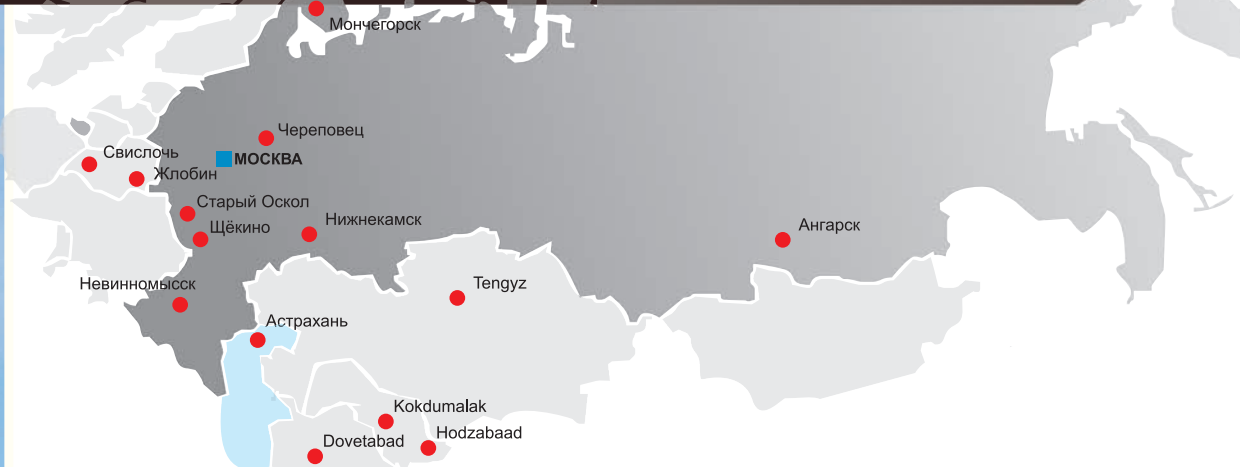 Мончегорск
Череповец
Свислочь
МОСКВА
Жлобин
Старый Оскол
Нижнекамск
Щёкино
Ангарск
Невинномысск
Tengyz
Астрахань
Kokdumalak
Hodzabaad
Dovetabad